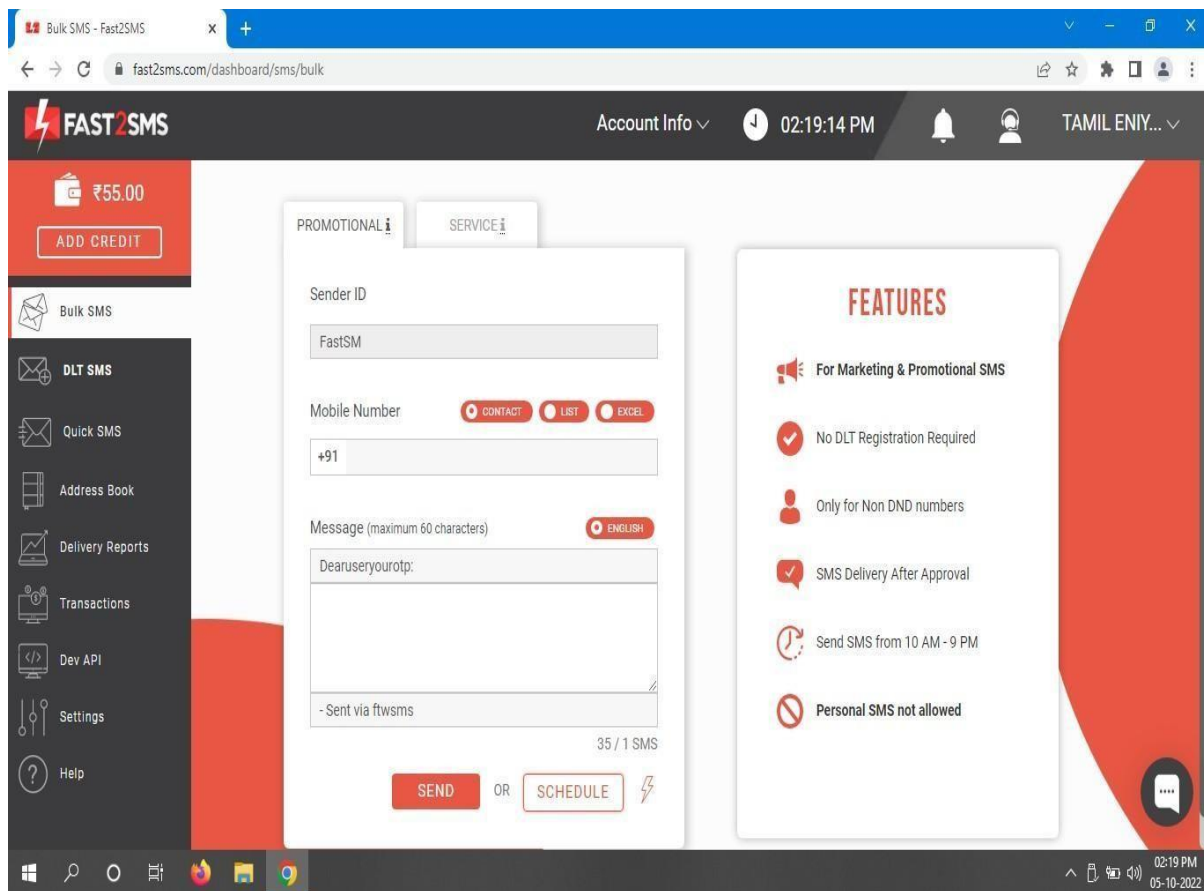 Bulk SMS - Fast2SMS
fast2sms.com/dashboard/sms/bulk
FAST2SMS
Account Info
02:19:14 PM
TAMIL ENIY...
₹55.00
ADD CREDIT
Bulk SMS
DLT SMS
Quick SMS
Address Book
Delivery Reports
Transactions
Dev API
Settings
Help
PROMOTIONAL i
SERVICE i
Sender ID
FastSM
Mobile Number
CONTACT
LIST
EXCEL
+91
Message (maximum 60 characters)
ENGLISH
Dearuseryourotp:
- Sent via ftwsms
35 / 1 SMS
SEND OR SCHEDULE
FEATURES
For Marketing & Promotional SMS
No DLT Registration Required
Only for Non DND numbers
SMS Delivery After Approval
Send SMS from 10 AM - 9 PM
Personal SMS not allowed
02:19 PM
05-10-2022